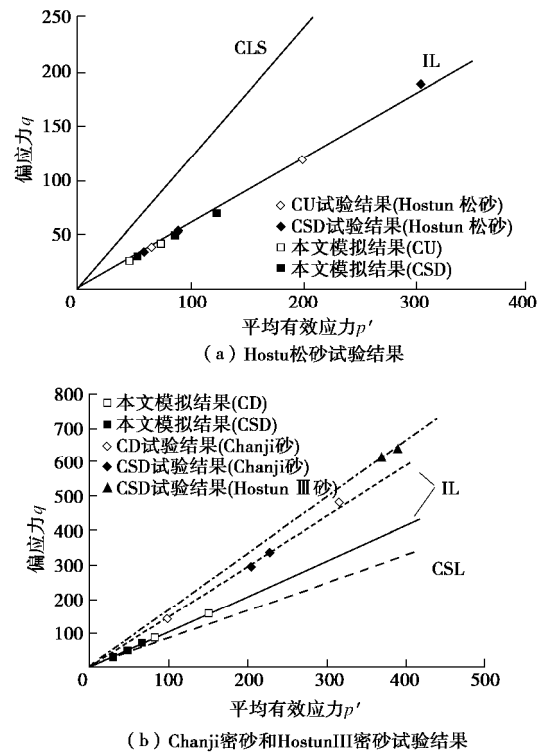 250
CLS
IL
200
150
偏应力q
100
◇ CU试验结果(Hostun 松砂)
◆ CSD试验结果(Hostun 松砂)
□ 本文模拟结果(CU)
■ 本文模拟结果(CSD)
50
0 100 200 300 400
平均有效应力p′
(a) Hostu松砂试验结果
800
□ 本文模拟结果(CD)
■ 本文模拟结果(CSD)
700
◇ CD试验结果(Chanji砂)
600
◆ CSD试验结果(Chanji砂)
▲ CSD试验结果(Hostun Ⅲ砂)
500
IL
偏应力q
400
300
CSL
200
100
0 100 200 300 400 500
平均有效应力p′
(b) Chanji密砂和HostunIII密砂试验结果